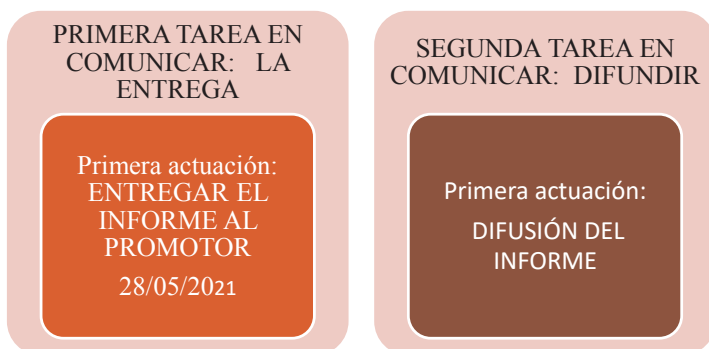 PRIMERA TAREA EN
COMUNICAR: LA
ENTREGA
Primera actuación:
ENTREGAR EL
INFORME AL
PROMOTOR
28/05/2021
SEGUNDA TAREA EN
COMUNICAR: DIFUNDIR
Primera actuación:
DIFUSIÓN DEL
INFORME